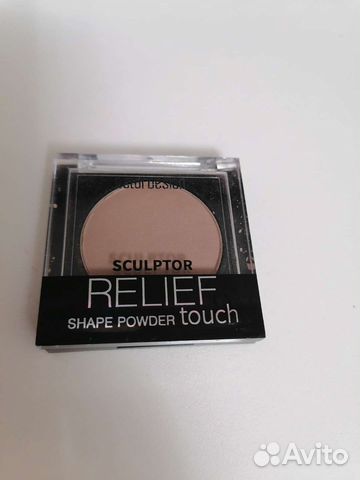 SCULPTOR
RELIEF
SHAPE POWDER touch
Avito